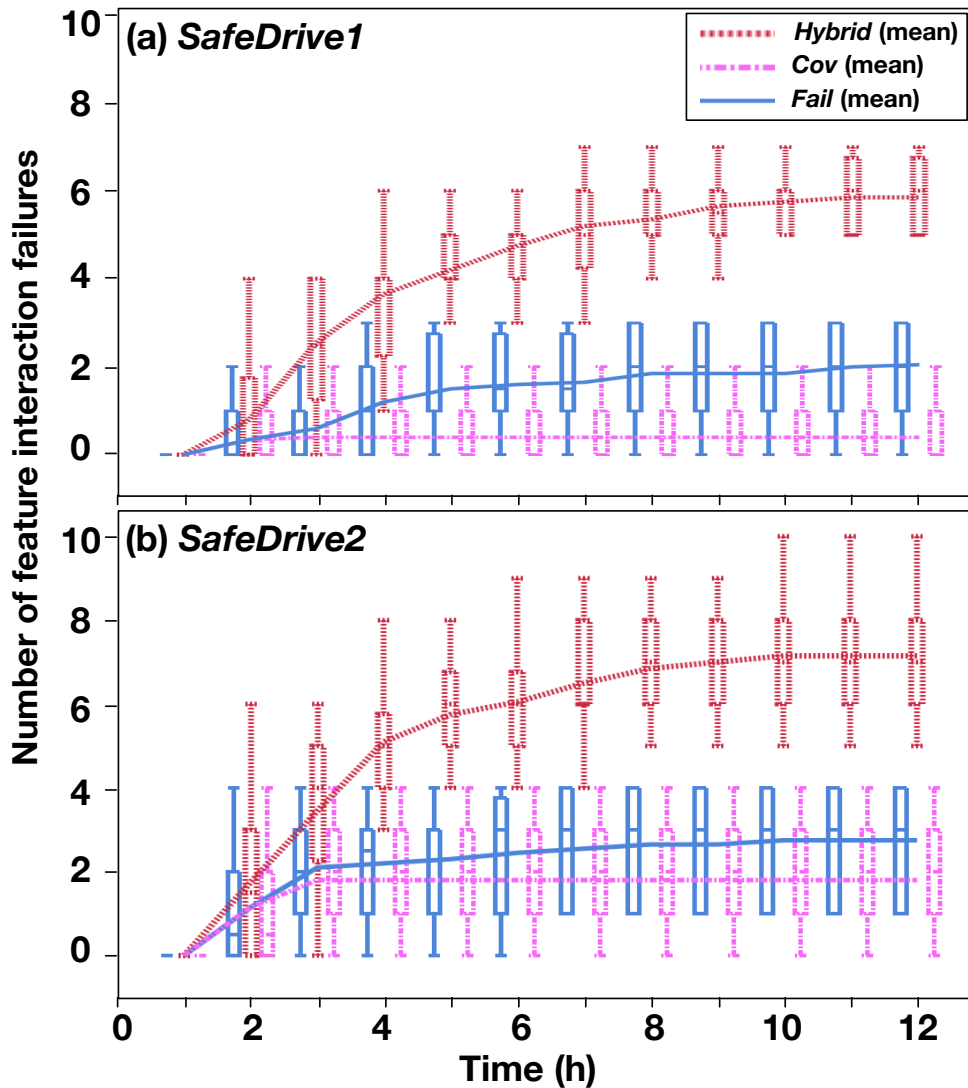 (a) SafeDrive1
Hybrid (mean)
Cov (mean)
Fail (mean)
10
8
6
4
2
0
Number of feature interaction failures
(b) SafeDrive2
10
8
6
4
2
0
0 2 4 6 8 10 12
Time (h)